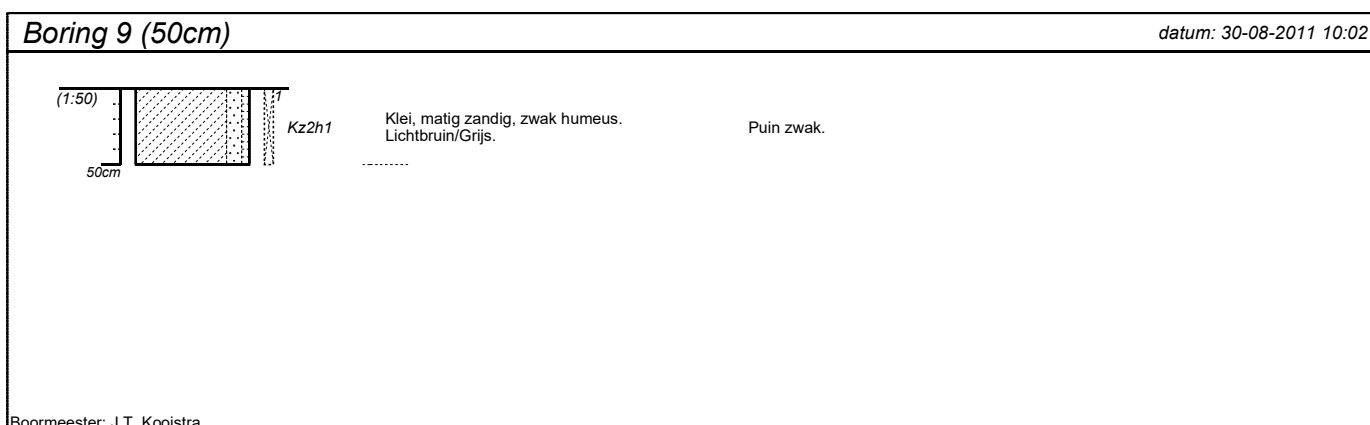 Boring 9 (50cm)
datum: 30-08-2011 10:02
(1:50)
1
Kz2h1
Klei, matig zandig, zwak humeus.
Lichtbruin/Grijs.
Puin zwak.
50cm
Boormeester: J.T. Kooistra